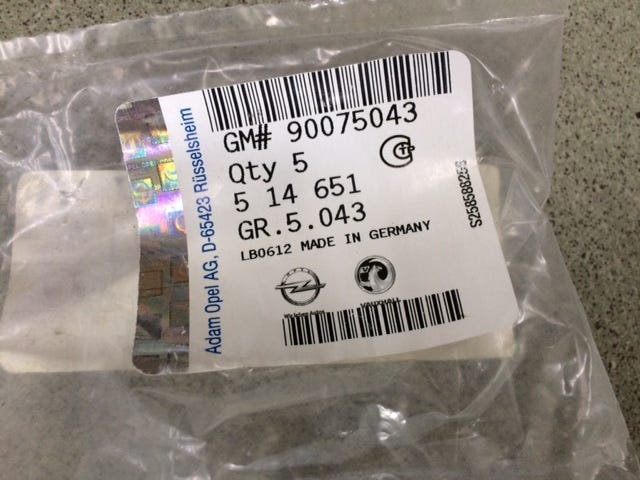 GM# 90075043
Qty 5
5 14 651
GR.5.043
LB0612 MADE IN GERMANY
VAUXHALL
Adam Opel AG, D-65423 Rüsselsheim